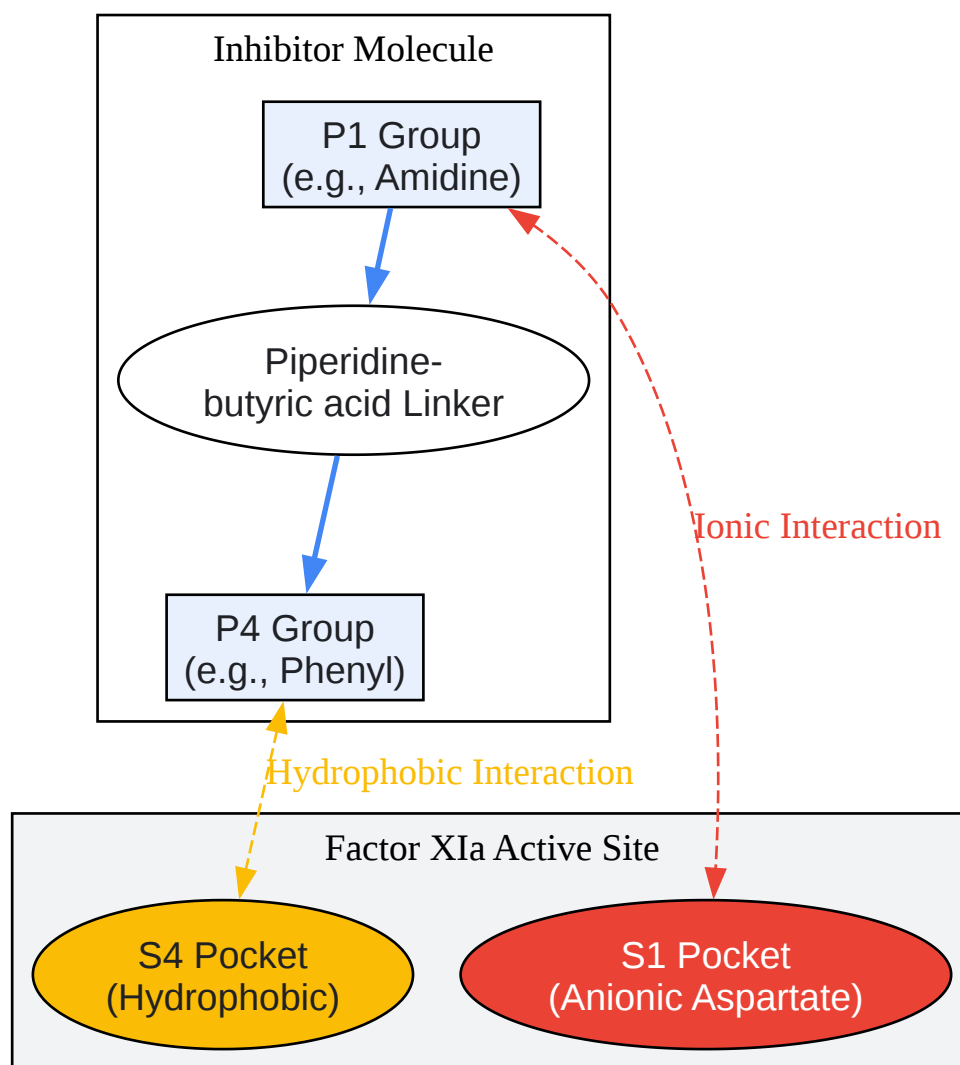 Inhibitor Molecule
P1 Group
(e.g., Amidine)
Piperidine-
butyric acid Linker
Ionic Interaction
P4 Group
(e.g., Phenyl)
Hydrophobic Interaction
Factor XIa Active Site
S4 Pocket
(Hydrophobic)
S1 Pocket
(Anionic Aspartate)